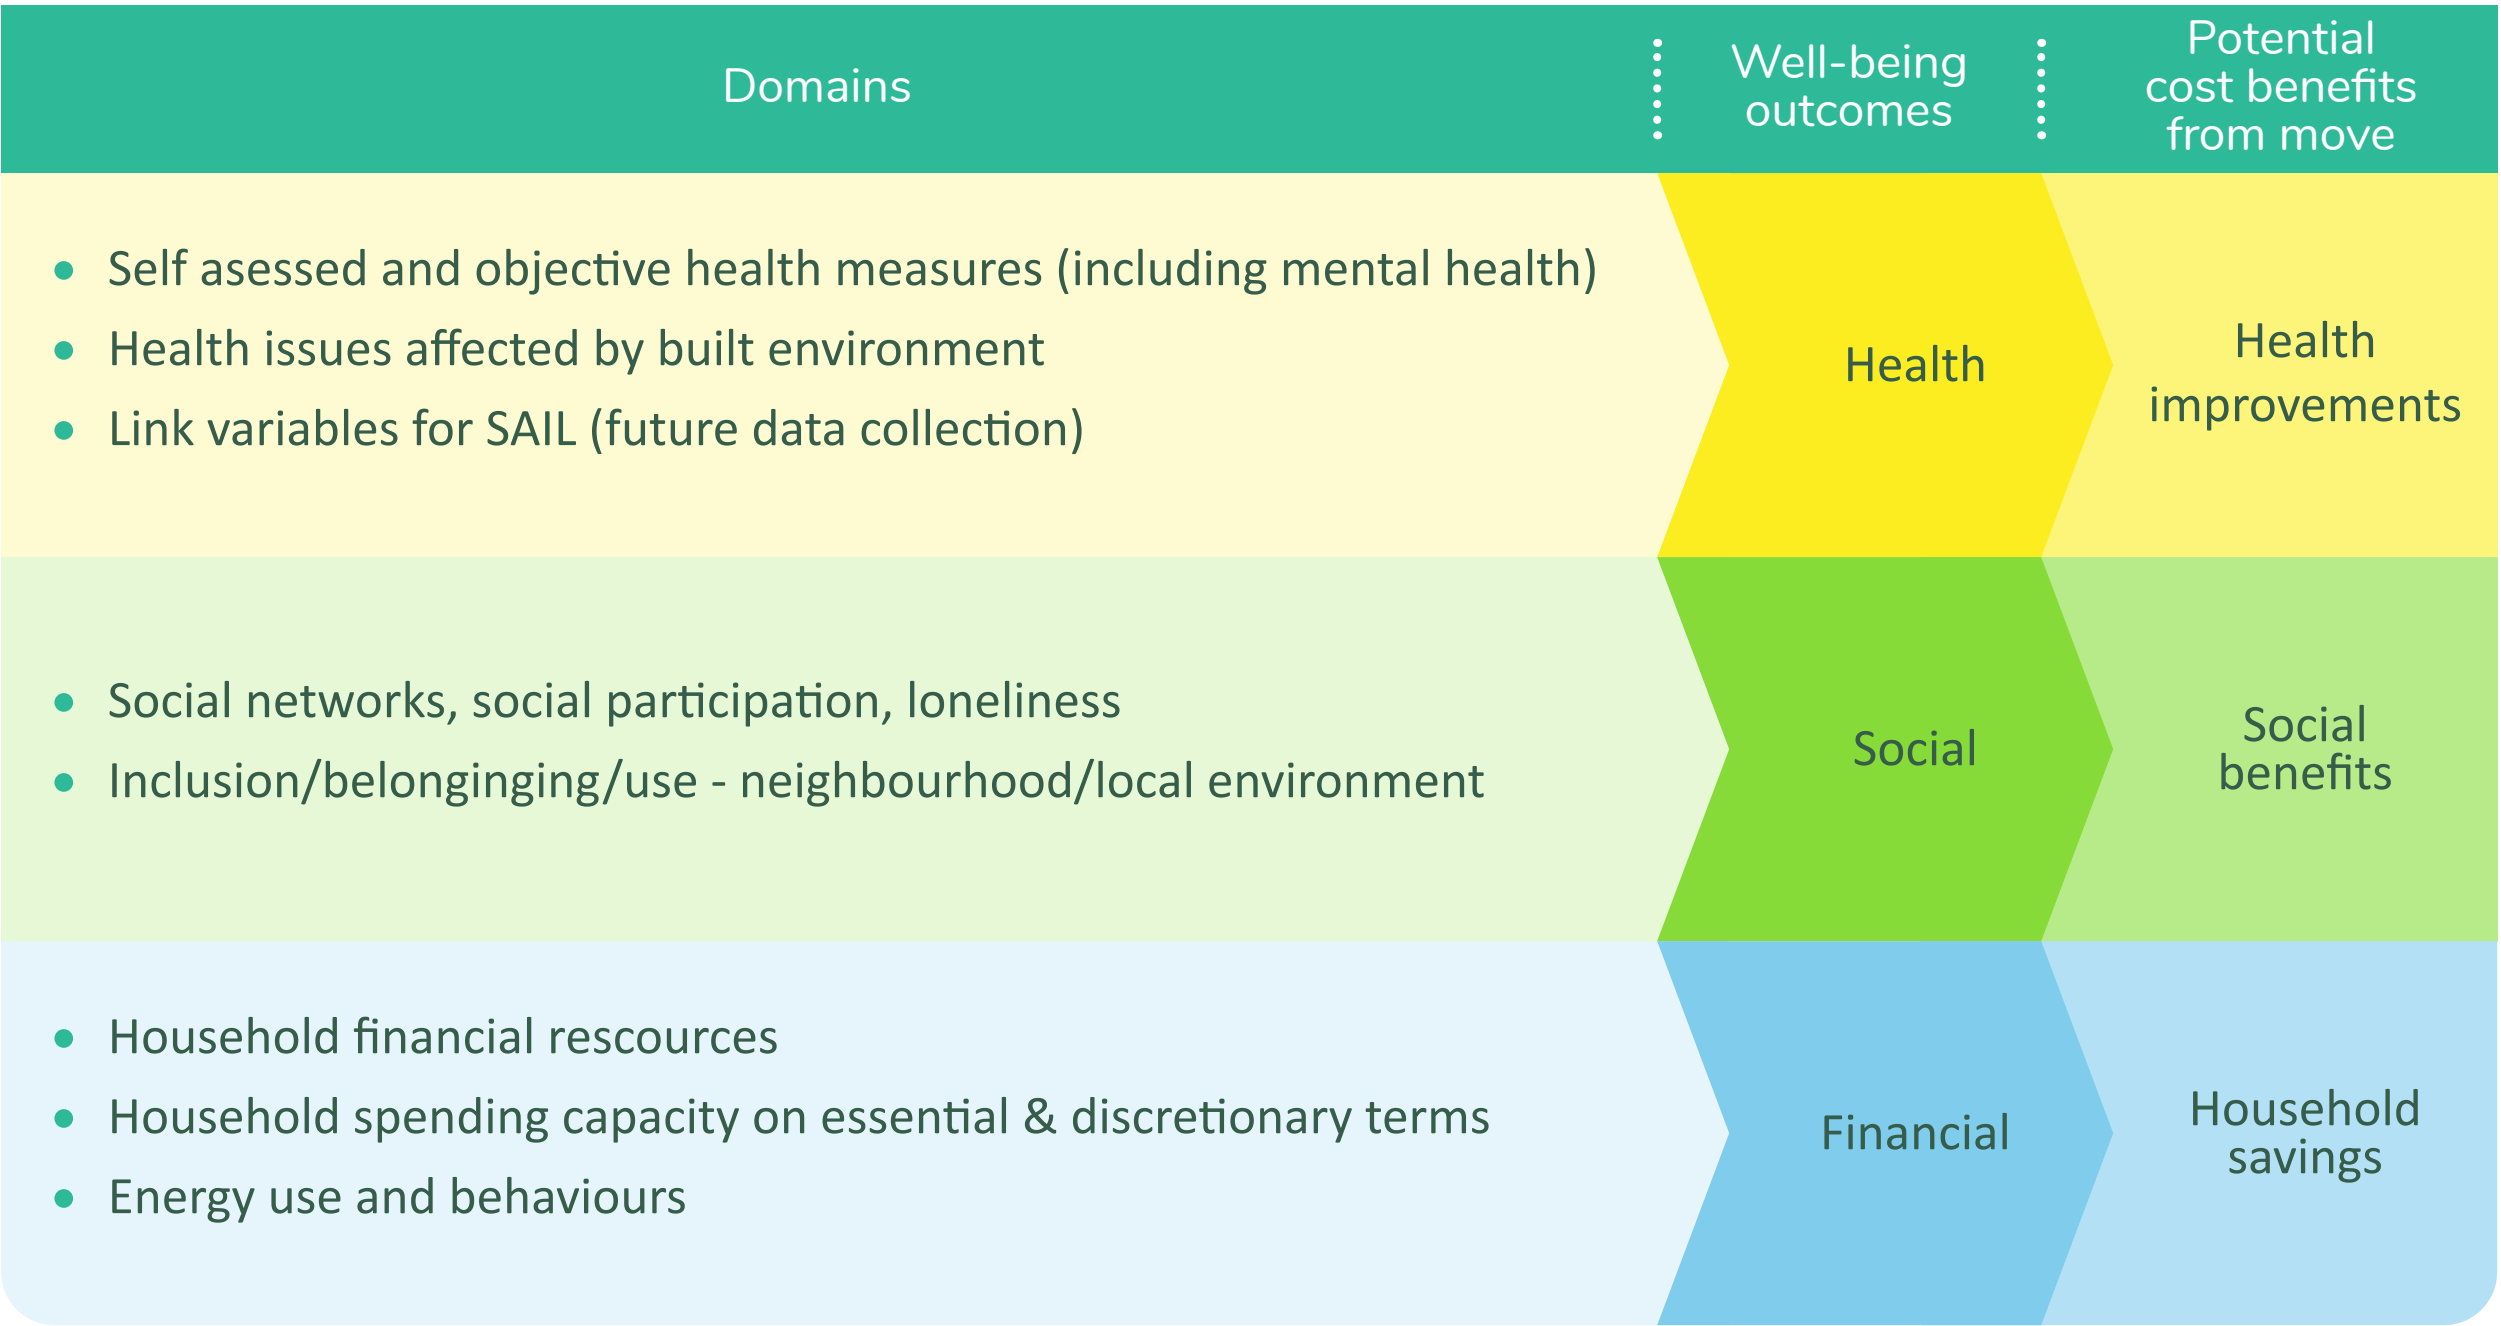 Domains
Well-being
outcomes
Potential
cost benefits
from move
● Self assessed and objective health measures (including mental health)
● Health issues affected by built environment
● Link variables for SAIL (future data collection)
Health
Health
improvements
● Social networks, social participation, loneliness
● Inclusion/belonginging/use - neighbourhood/local environment
Social
Social
benefits
● Household financial rescources
● Household spending capacity on essential & discretionary terms
● Energy use and behaviours
Financial
Household
savings